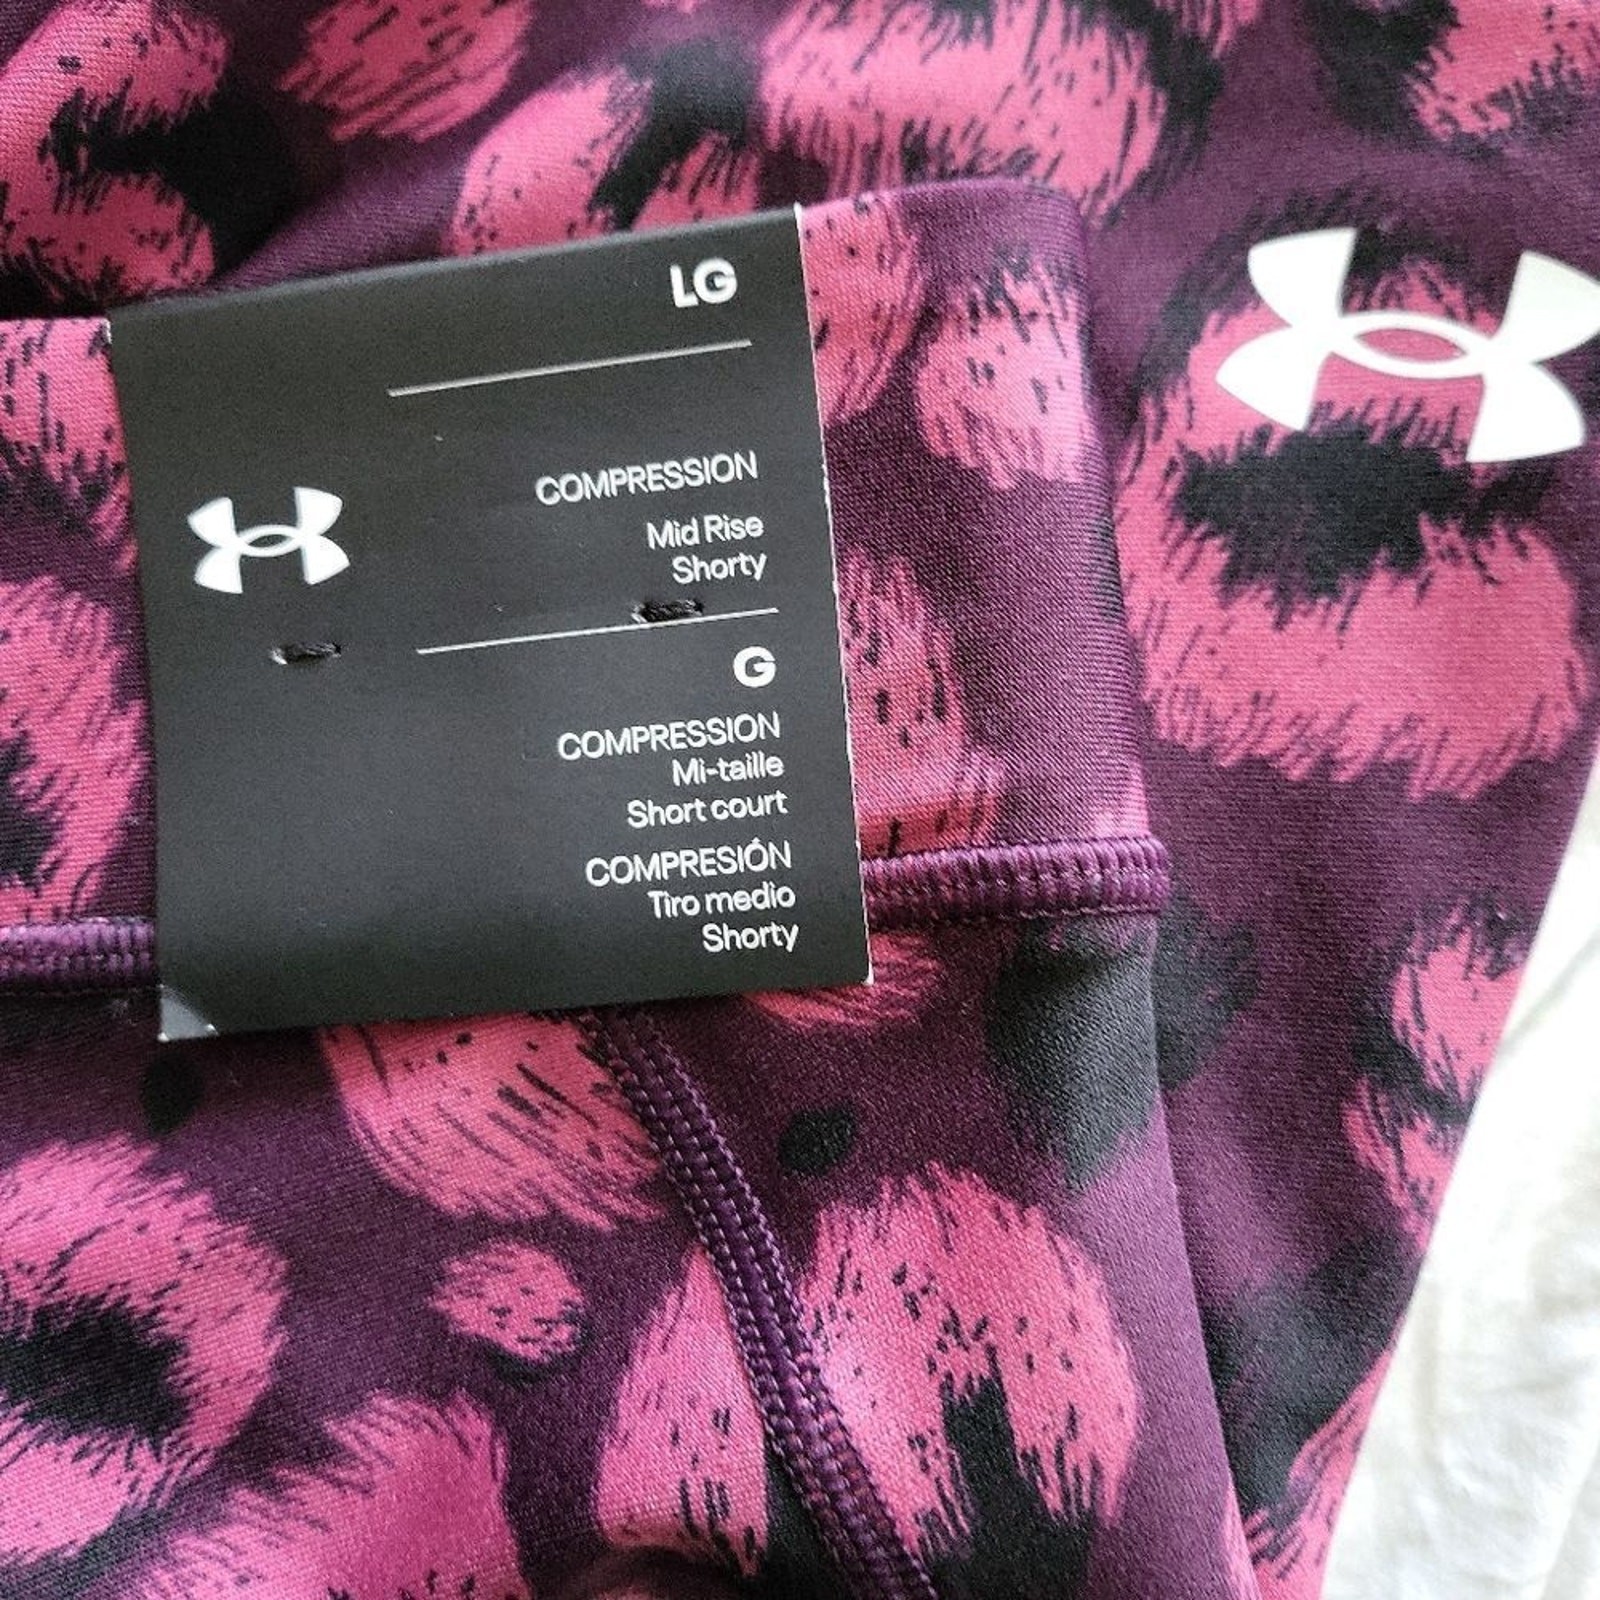 LG
COMPRESSION
Mid Rise
Shorty
G
COMPRESSION
Mi-taille
Short court
COMPRESIÓN
Tiro medio
Shorty